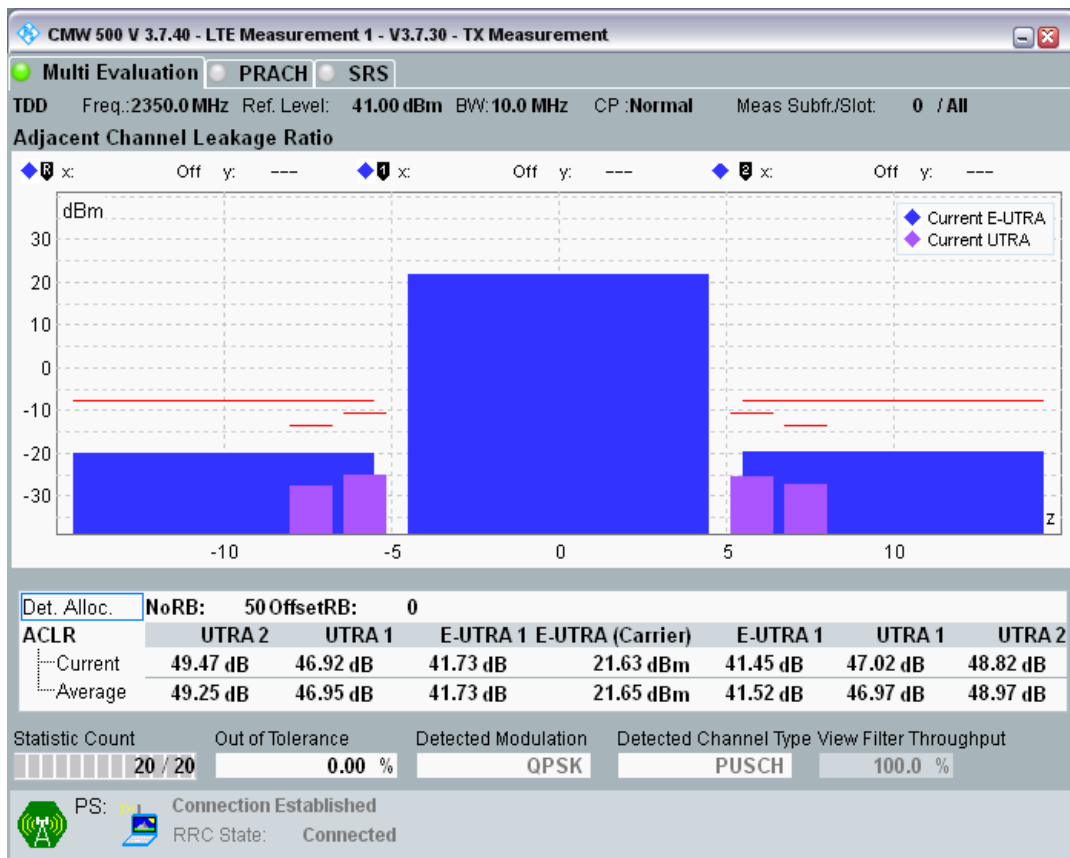 CMW 500 V 3.7.40 - LTE Measurement 1 - V3.7.30 - TX Measurement
Multi Evaluation PRACH SRS
TDD Freq.:2350.0 MHz Ref. Level: 41.00 dBm BW:10.0 MHz CP :Normal Meas Subfr./Slot: 0 / All
Adjacent Channel Leakage Ratio
R x: Off y: --- 1 x: Off y: --- 2 x: Off y: ---
dBm
Current E-UTRA
Current UTRA
30
20
10
0
-10
-20
-30
z
-10 -5 0 5 10
Det. Alloc. NoRB: 50 OffsetRB: 0
ACLR UTRA 2 UTRA 1 E-UTRA 1 E-UTRA (Carrier) E-UTRA 1 UTRA 1 UTRA 2
Current 49.47 dB 46.92 dB 41.73 dB 21.63 dBm 41.45 dB 47.02 dB 48.82 dB
Average 49.25 dB 46.95 dB 41.73 dB 21.65 dBm 41.52 dB 46.97 dB 48.97 dB
Statistic Count Out of Tolerance Detected Modulation Detected Channel Type View Filter Throughput
20 / 20 0.00 % QPSK PUSCH 100.0 %
PS: Connection Established
RRC State: Connected